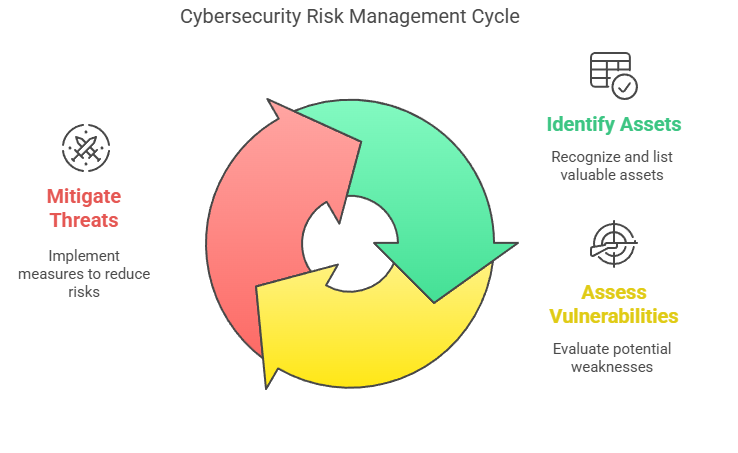 Cybersecurity Risk Management Cycle
Identify Assets
Recognize and list
valuable assets
Mitigate
Threats
Implement
measures to reduce
risks
Assess
Vulnerabilities
Evaluate potential
weaknesses